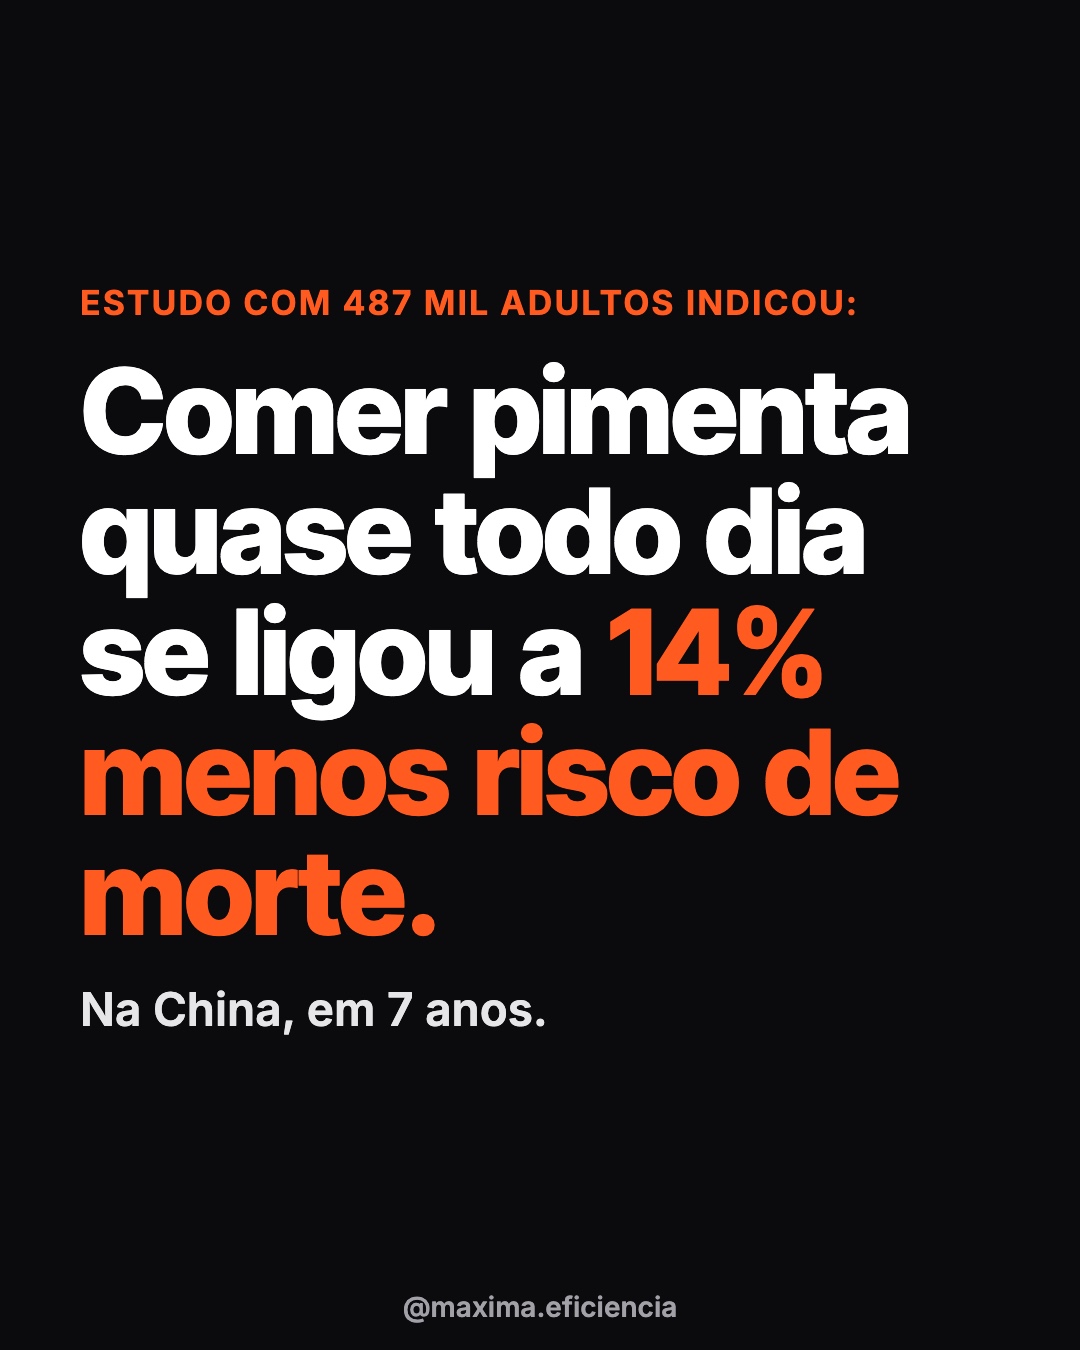 ESTUDO COM 487 MIL ADULTOS INDICOU:
Comer pimenta
quase todo dia
se ligou a 14%
menos risco de
morte.
Na China, em 7 anos.
@maxima.eficiencia